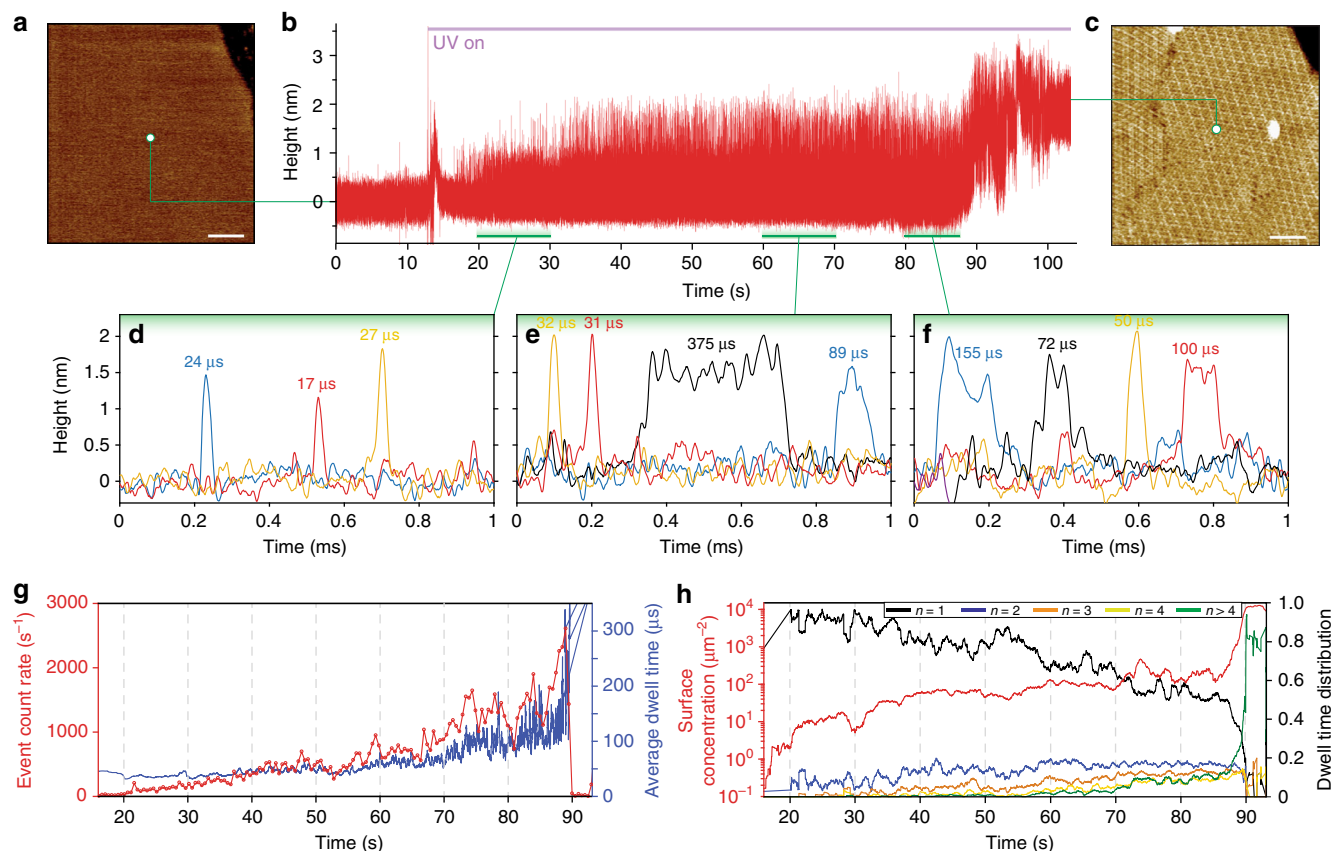 a
b
c
UV on
Height (nm)
3
2
1
0
0 10 20 30 40 50 60 70 80 90 100
Time (s)
d
e
f
24 µs
17 µs
27 µs
32 µs
31 µs
375 µs
89 µs
155 µs
72 µs
50 µs
100 µs
Height (nm)
2
1.5
1
0.5
0
0 0.2 0.4 0.6 0.8 1
Time (ms)
0 0.2 0.4 0.6 0.8 1
Time (ms)
0 0.2 0.4 0.6 0.8 1
Time (ms)
g
Event count rate (s⁻¹)
3000
2000
1000
0
300
200
100
0
Average dwell time (µs)
20 30 40 50 60 70 80 90
Time (s)
h
n = 1 n = 2 n = 3 n = 4 n > 4
Surface
concentration (µm⁻²)
10⁴
10³
10²
10¹
10⁰
10⁻¹
1.0
0.8
0.6
0.4
0.2
0
Dwell time distribution
20 30 40 50 60 70 80 90
Time (s)